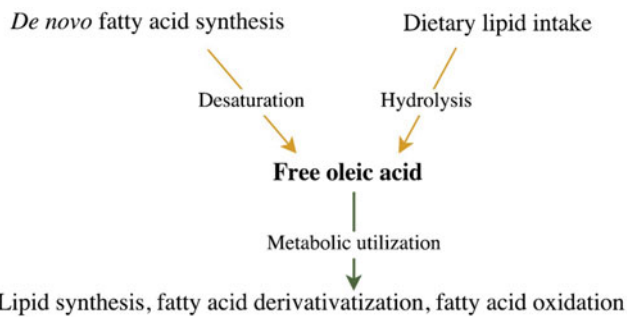 De novo fatty acid synthesis
Dietary lipid intake
Desaturation
Hydrolysis
Free oleic acid
Metabolic utilization
Lipid synthesis, fatty acid derivativatization, fatty acid oxidation